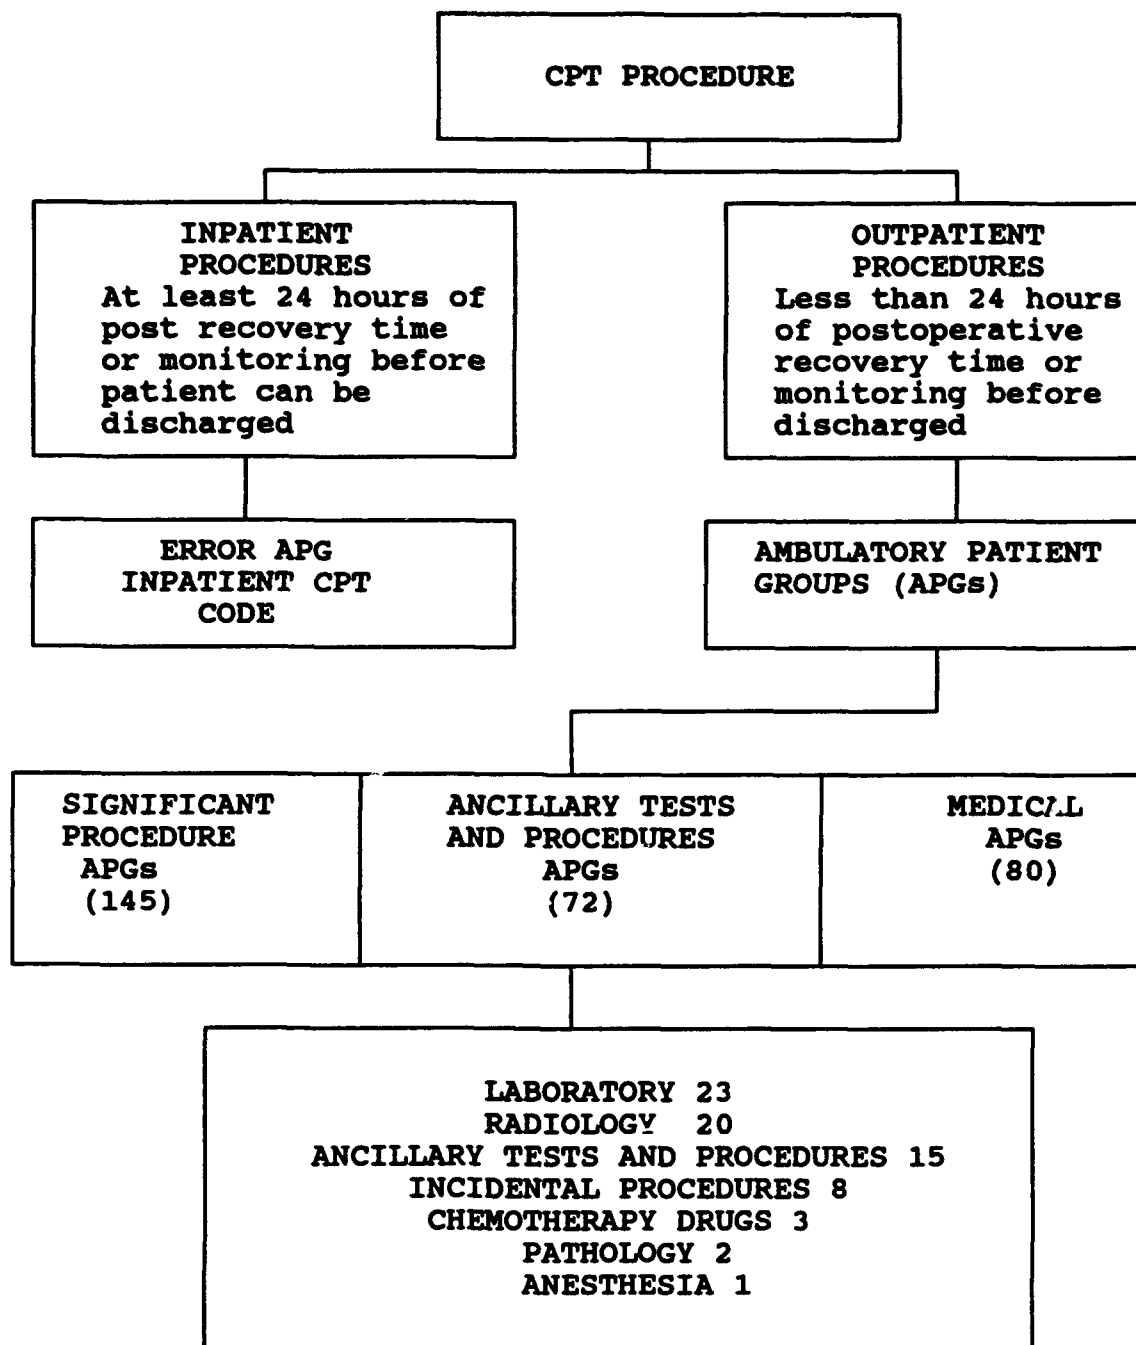 CPT PROCEDURE
INPATIENT
PROCEDURES
At least 24 hours of
post recovery time
or monitoring before
patient can be
discharged
OUTPATIENT
PROCEDURES
Less than 24 hours
of postoperative
recovery time or
monitoring before
discharged
ERROR APG
INPATIENT CPT
CODE
AMBULATORY PATIENT
GROUPS (APGs)
SIGNIFICANT
PROCEDURE
APGs
(145)
ANCILLARY TESTS
AND PROCEDURES
APGs
(72)
MEDICAL
APGs
(80)
LABORATORY 23
RADIOLOGY 20
ANCILLARY TESTS AND PROCEDURES 15
INCIDENTAL PROCEDURES 8
CHEMOTHERAPY DRUGS 3
PATHOLOGY 2
ANESTHESIA 1